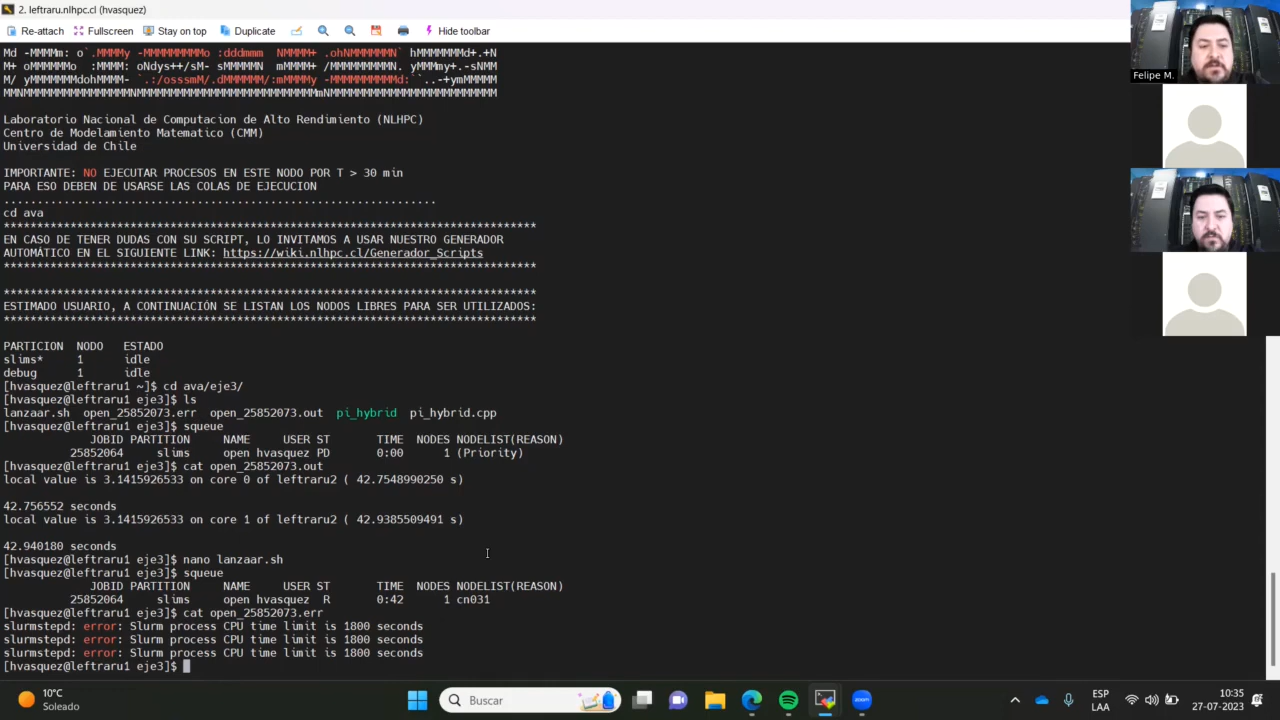 2. leftraru.nlhpc.cl (hvasquez)
Re-attach Fullscreen Stay on top Duplicate Hide toolbar
Laboratorio Nacional de Computacion de Alto Rendimiento (NLHPC)
Centro de Modelamiento Matematico (CMM)
Universidad de Chile
IMPORTANTE: NO EJECUTAR PROCESOS EN ESTE NODO POR T > 30 min
PARA ESO DEBEN DE USARSE LAS COLAS DE EJECUCION
cd ava
EN CASO DE TENER DUDAS CON SU SCRIPT, LO INVITAMOS A USAR NUESTRO GENERADOR
AUTOMÁTICO EN EL SIGUIENTE LINK: https://wiki.nlhpc.cl/Generador_Scripts
ESTIMADO USUARIO, A CONTINUACIÓN SE LISTAN LOS NODOS LIBRES PARA SER UTILIZADOS:
PARTICION NODO ESTADO
slims* 1 idle
debug 1 idle
[hvasquez@leftraru1 ~]$ cd ava/eje3/
[hvasquez@leftraru1 eje3]$ ls
lanzaar.sh open_25852073.err open_25852073.out pi_hybrid pi_hybrid.cpp
[hvasquez@leftraru1 eje3]$ squeue
JOBID PARTITION NAME USER ST TIME NODES NODELIST(REASON)
25852064 slims open hvasquez PD 0:00 1 (Priority)
[hvasquez@leftraru1 eje3]$ cat open_25852073.out
local value is 3.1415926533 on core 0 of leftraru2 ( 42.7548990250 s)
42.756552 seconds
local value is 3.1415926533 on core 1 of leftraru2 ( 42.9385509491 s)
42.940180 seconds
[hvasquez@leftraru1 eje3]$ nano lanzaar.sh
[hvasquez@leftraru1 eje3]$ squeue
JOBID PARTITION NAME USER ST TIME NODES NODELIST(REASON)
25852064 slims open hvasquez R 0:42 1 cn031
[hvasquez@leftraru1 eje3]$ cat open_25852073.err
slurmstepd: error: Slurm process CPU time limit is 1800 seconds
slurmstepd: error: Slurm process CPU time limit is 1800 seconds
slurmstepd: error: Slurm process CPU time limit is 1800 seconds
[hvasquez@leftraru1 eje3]$
Felipe M.
10°C
Soleado
Buscar
zoom
ESP
LAA
10:35
27-07-2023